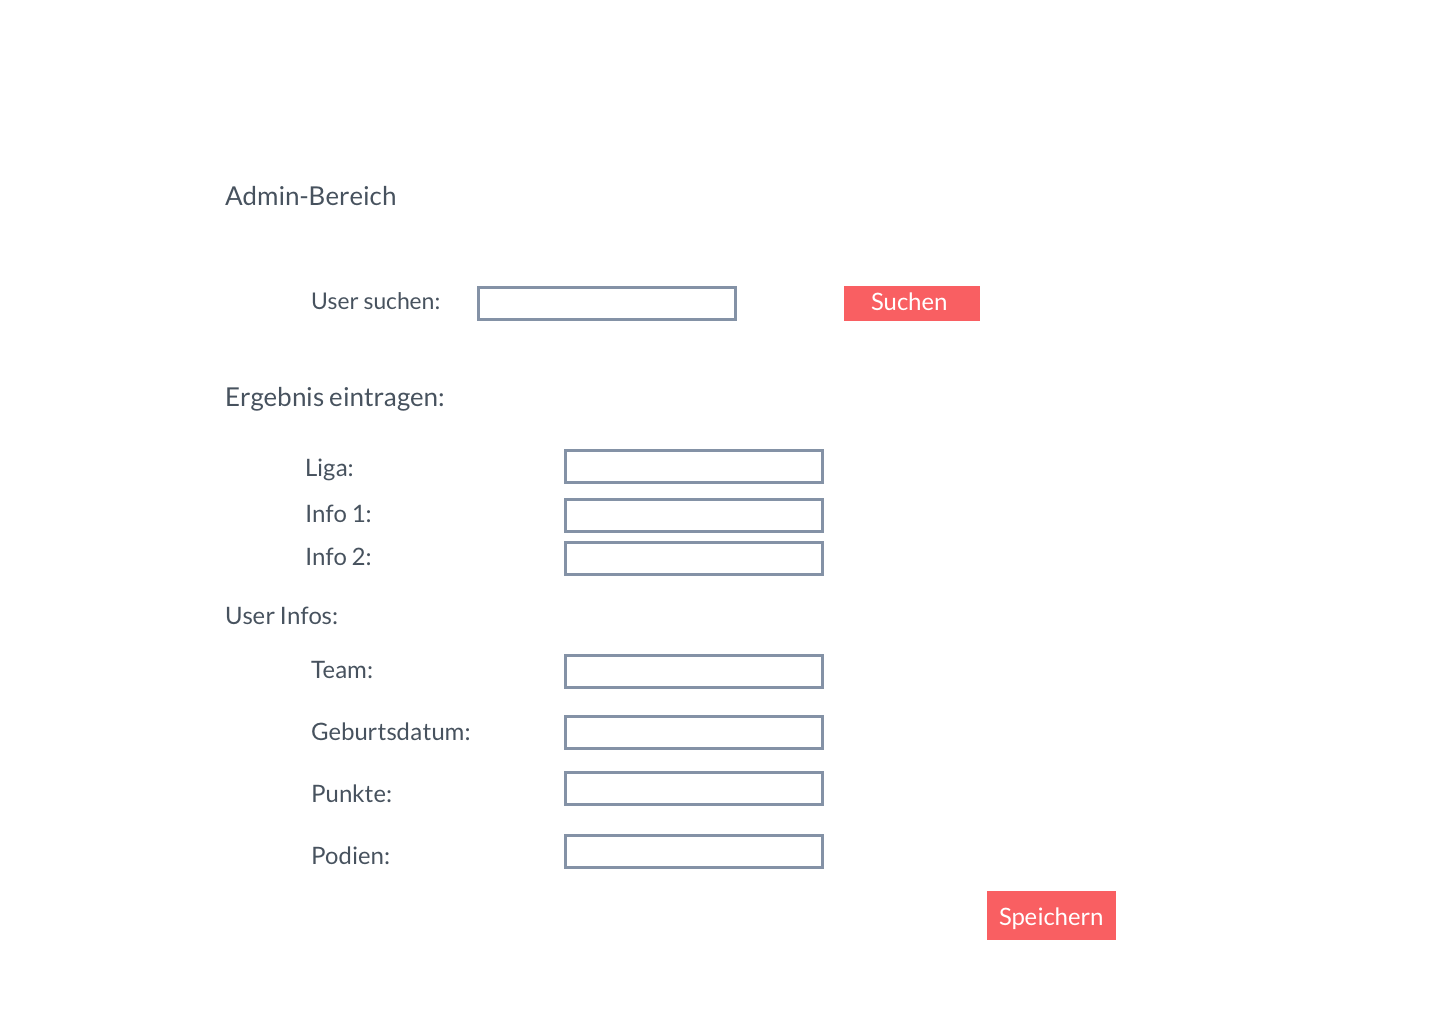 Admin-Bereich
User suchen: Suchen
Ergebnis eintragen:
Liga:
Info 1:
Info 2:
User Infos:
Team:
Geburtsdatum:
Punkte:
Podien:
Speichern